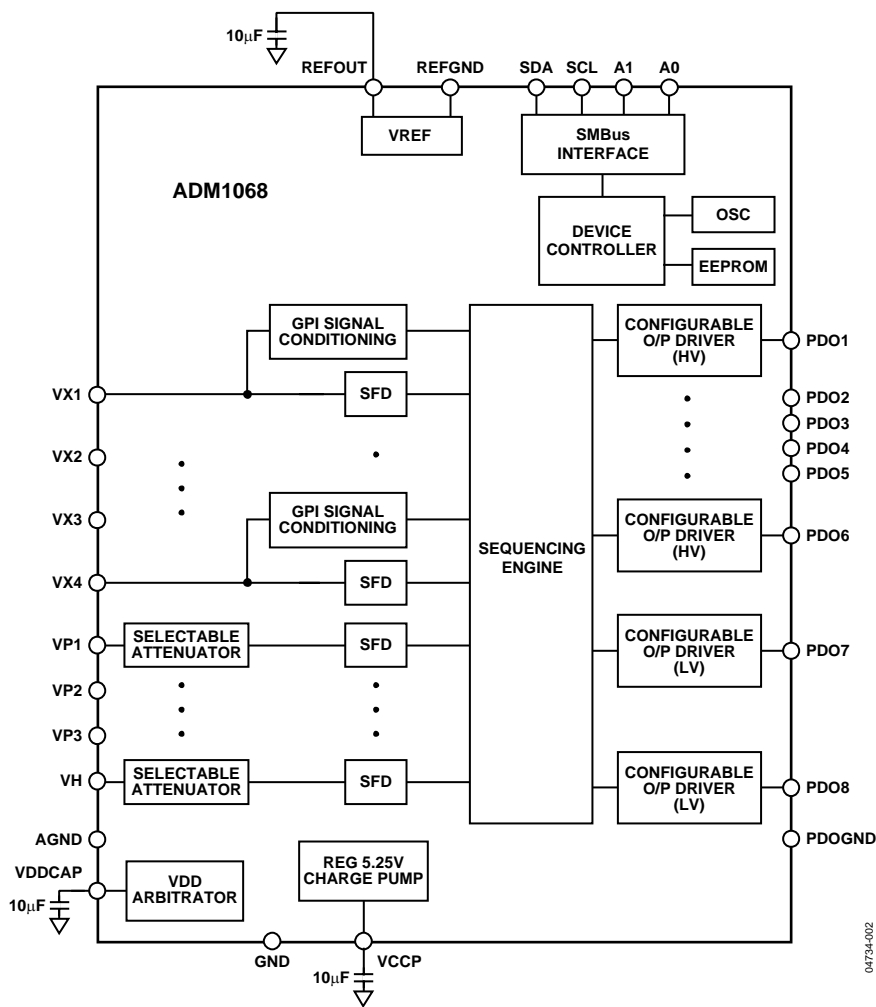 10µF
REFOUT
REFGND
SDA
SCL
A1
A0
VREF
SMBus
INTERFACE
ADM1068
DEVICE
CONTROLLER
OSC
EEPROM
GPI SIGNAL
CONDITIONING
CONFIGURABLE
O/P DRIVER
(HV)
PDO1
VX1
SFD
PDO2
PDO3
VX2
PDO4
PDO5
VX3
GPI SIGNAL
CONDITIONING
SEQUENCING
ENGINE
CONFIGURABLE
O/P DRIVER
(HV)
PDO6
VX4
SFD
VP1
SELECTABLE
ATTENUATOR
SFD
CONFIGURABLE
O/P DRIVER
(LV)
PDO7
VP2
VP3
VH
SELECTABLE
ATTENUATOR
SFD
CONFIGURABLE
O/P DRIVER
(LV)
PDO8
AGND
PDOGND
VDDCAP
10µF
VDD
ARBITRATOR
REG 5.25V
CHARGE PUMP
GND
VCCP
10µF
04734-002